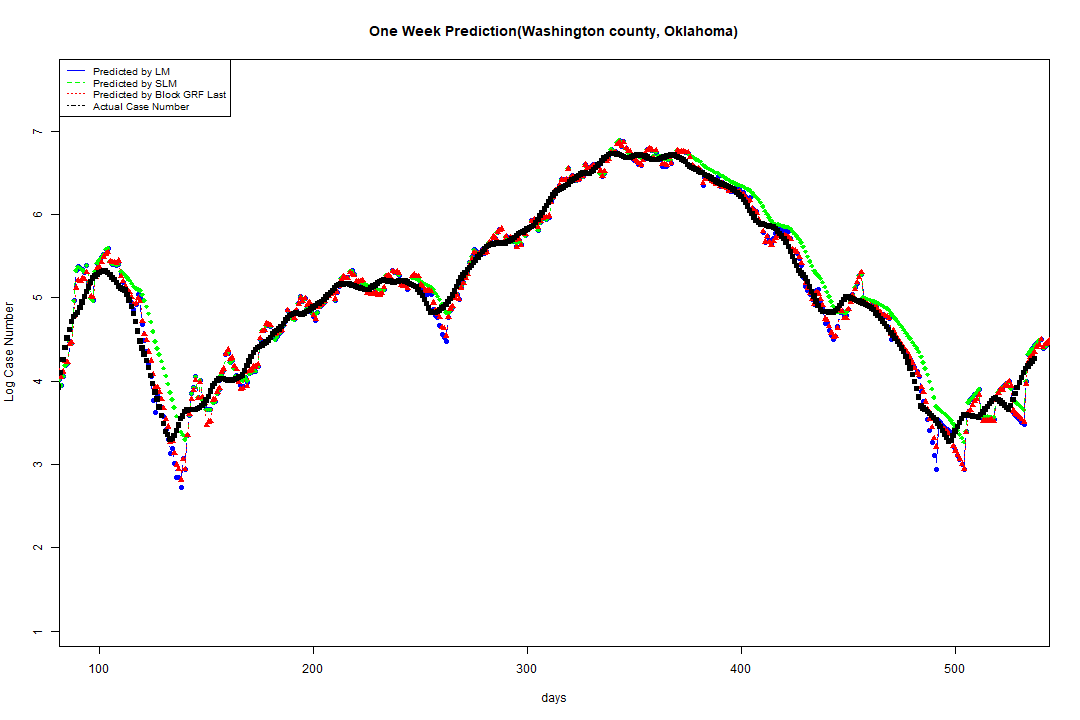 One Week Prediction(Washington county, Oklahoma)
Predicted by LM
Predicted by SLM
Predicted by Block GRF Last
Actual Case Number
7
6
5
4
3
2
1
Log Case Number
100 200 300 400 500
days